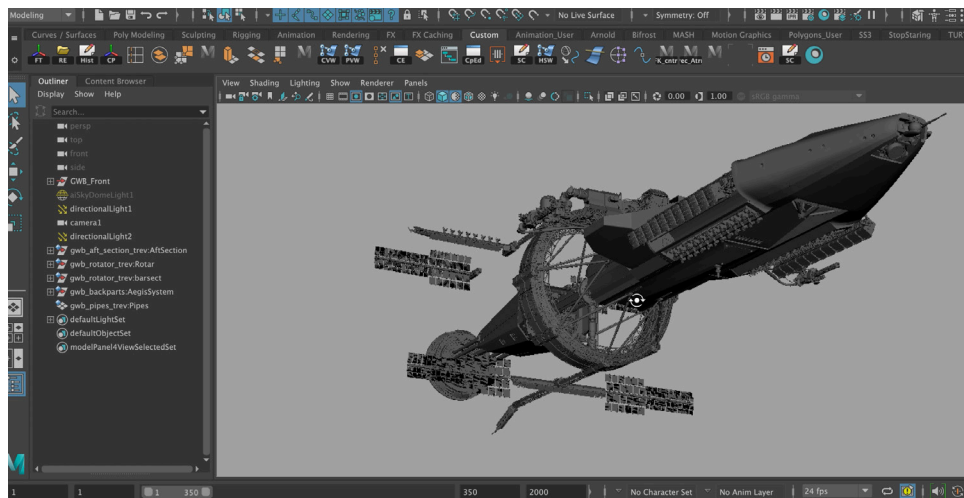 Modeling
No Live Surface
Symmetry: Off
Curves / Surfaces Poly Modeling Sculpting Rigging Animation Rendering FX FX Caching Custom Animation_User Arnold Bifrost MASH Motion Graphics Polygons_User SS3 StopStaring TUR
FT RE Hist CP CVW PVW CE CpEd SC HSW SC
Outliner Content Browser
Display Show Help
Search...
View Shading Lighting Show Renderer Panels
0.00 1.00 sRGB gamma
persp
top
front
side
GWB_Front
aiSkyDomeLight1
directionalLight1
camera1
directionalLight2
gwb_aft_section_trev:AftSection
gwb_rotator_trev:Rotar
gwb_rotator_trev:barsect
gwb_backparts:AegisSystem
gwb_pipes_trev:Pipes
defaultLightSet
defaultObjectSet
modelPanel4ViewSelectedSet
1 1 1 350 350 2000 No Character Set No Anim Layer 24 fps